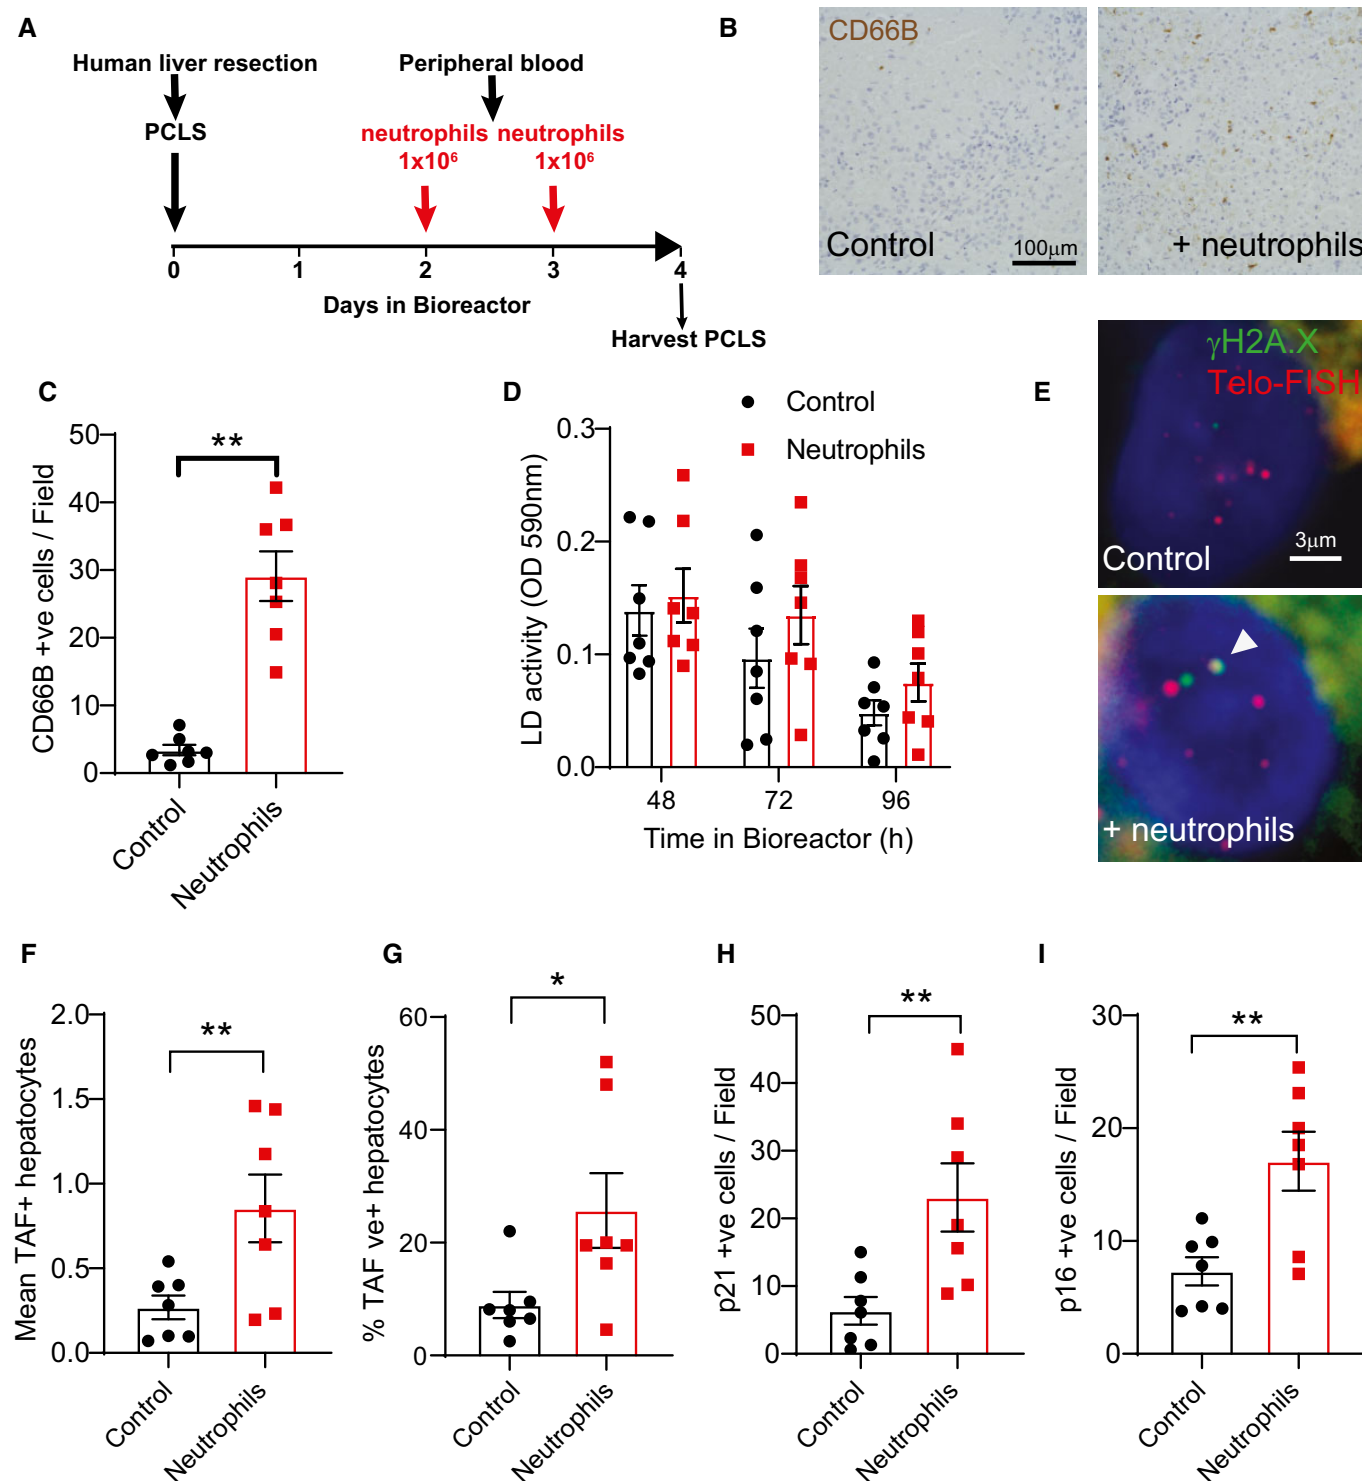 A
Human liver resection
Peripheral blood
PCLS
neutrophils neutrophils
1x10⁶ 1x10⁶
0 1 2 3 4
Days in Bioreactor
Harvest PCLS
B
CD66B
Control
100μm
+ neutrophils
C
CD66B +ve cells / Field
50
40
30
20
10
0
**
Control
Neutrophils
D
Control
Neutrophils
LD activity (OD 590nm)
0.3
0.2
0.1
0.0
48 72 96
Time in Bioreactor (h)
E
γH2A.X
Telo-FISH
Control
3μm
+ neutrophils
F
Mean TAF+ hepatocytes
2.0
1.5
1.0
0.5
0.0
**
Control
Neutrophils
G
% TAF ve+ hepatocytes
60
40
20
0
*
Control
Neutrophils
H
p21 +ve cells / Field
50
40
30
20
10
0
**
Control
Neutrophils
I
p16 +ve cells / Field
30
20
10
0
**
Control
Neutrophils